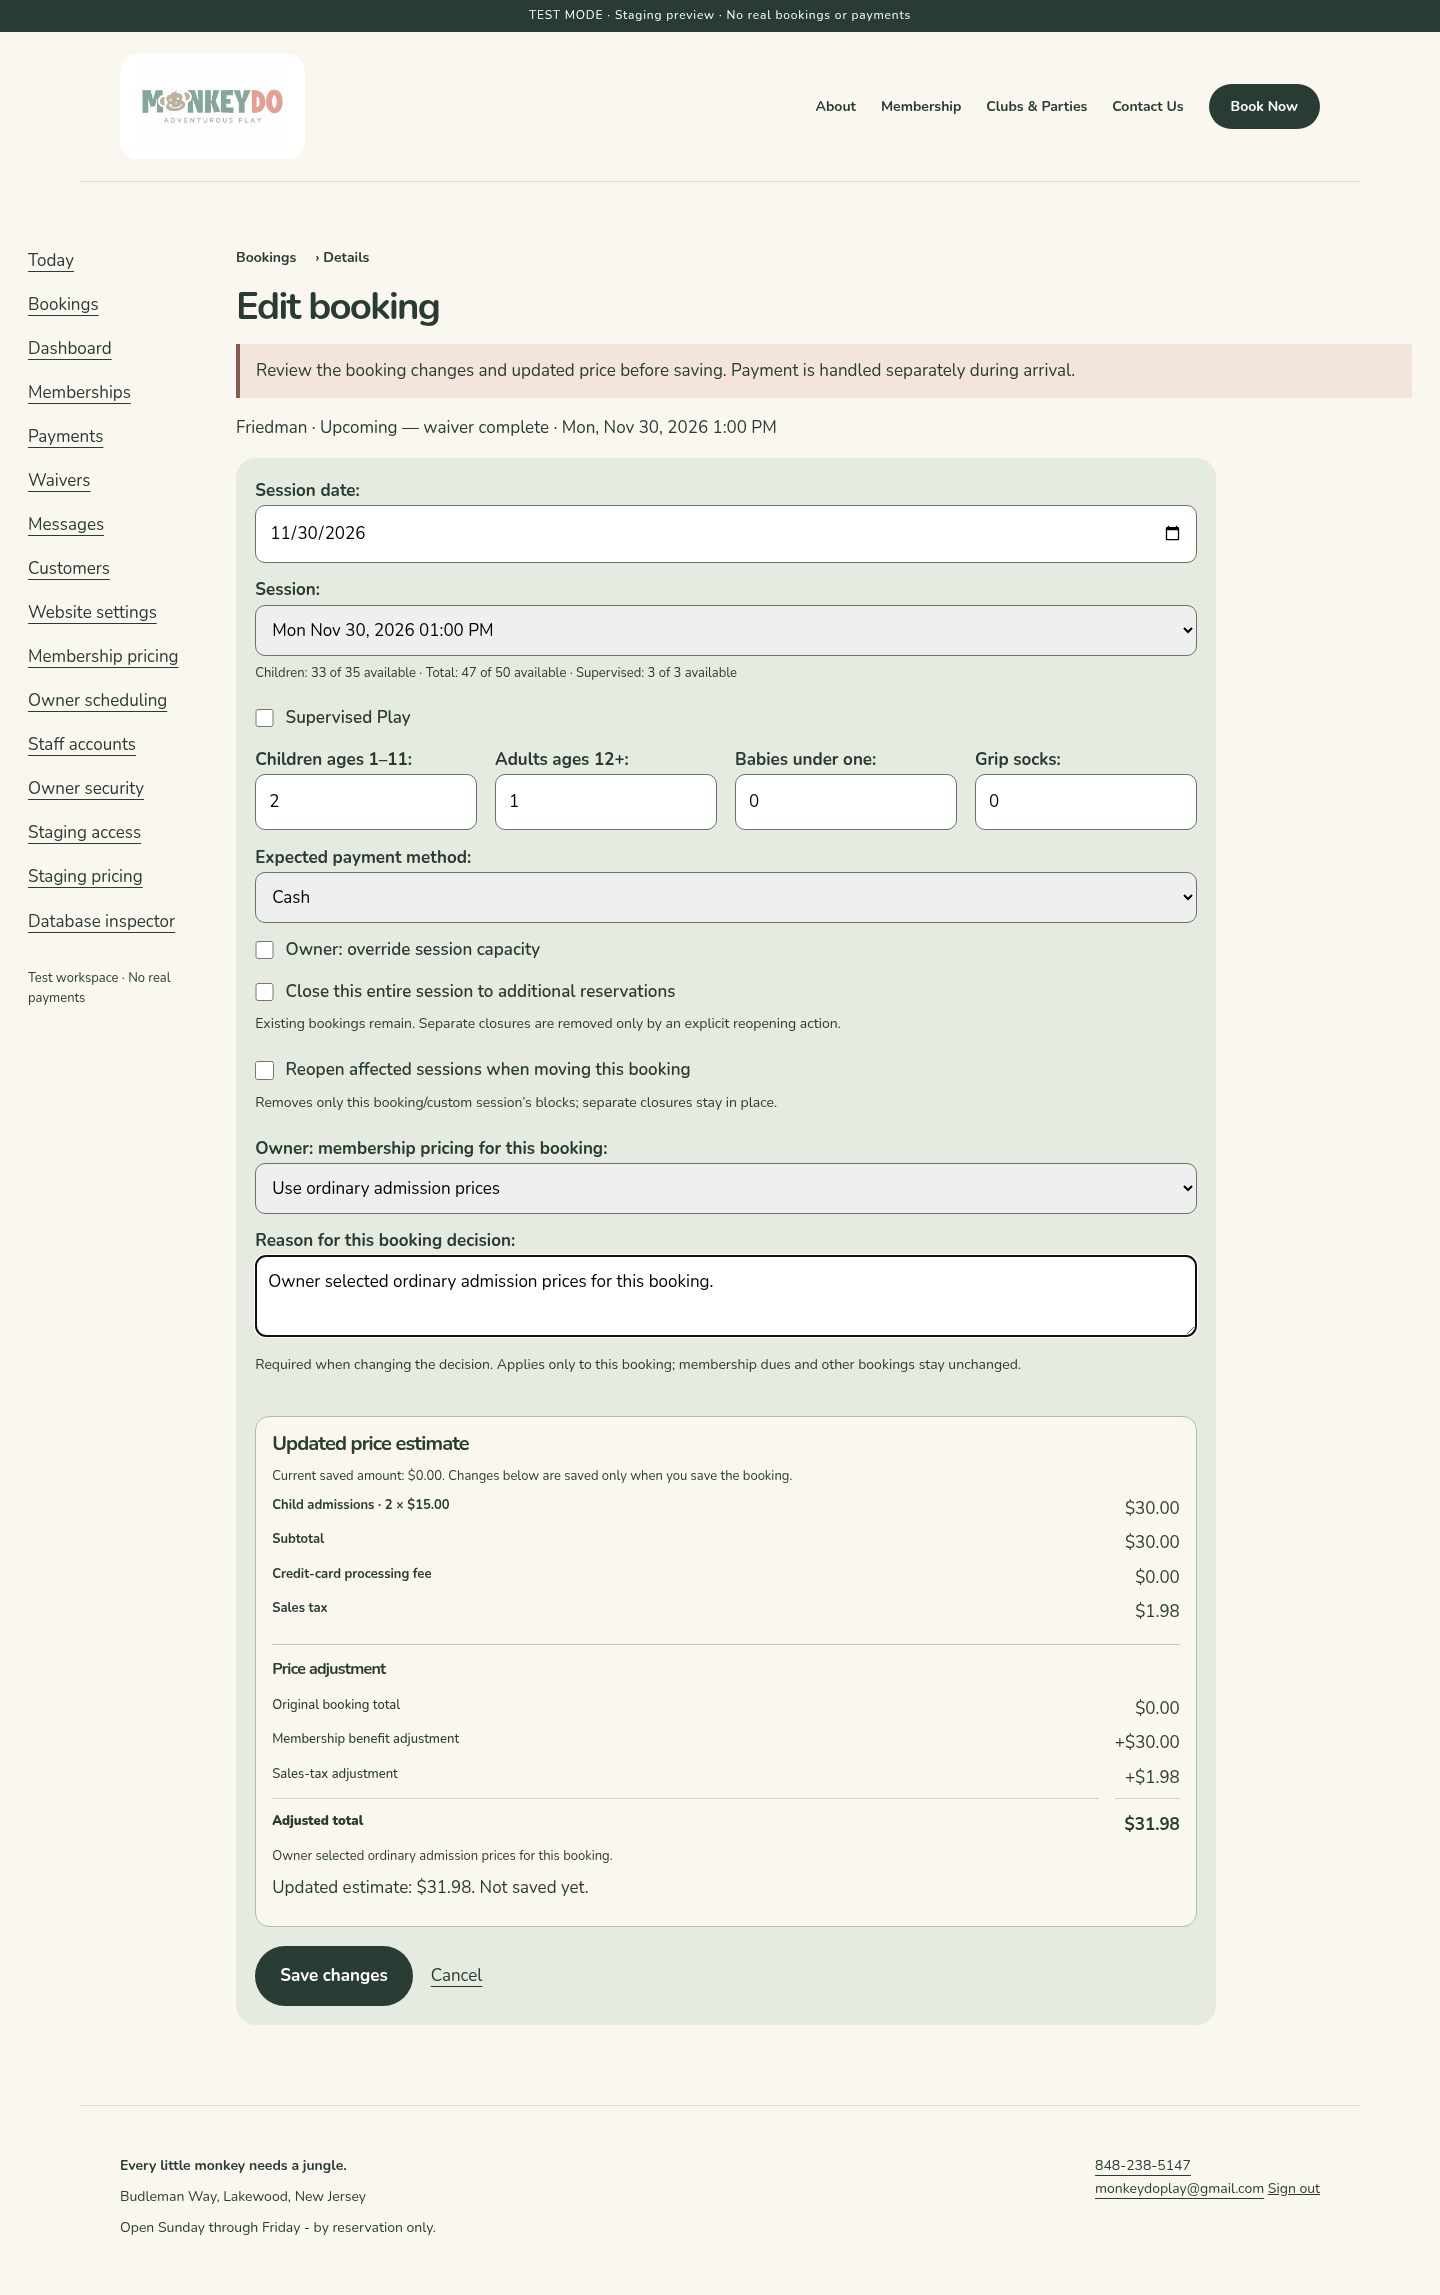 TEST MODE · Staging preview · No real bookings or payments
MONKEYDO
ADVENTUROUS PLAY
About Membership Clubs & Parties Contact Us Book Now
Today
Bookings
Dashboard
Memberships
Payments
Waivers
Messages
Customers
Website settings
Membership pricing
Owner scheduling
Staff accounts
Owner security
Staging access
Staging pricing
Database inspector
Test workspace · No real
payments
Bookings › Details
Edit booking
Review the booking changes and updated price before saving. Payment is handled separately during arrival.
Friedman · Upcoming — waiver complete · Mon, Nov 30, 2026 1:00 PM
Session date:
11/30/2026
Session:
Mon Nov 30, 2026 01:00 PM
Children: 33 of 35 available · Total: 47 of 50 available · Supervised: 3 of 3 available
Supervised Play
Children ages 1–11: Adults ages 12+: Babies under one: Grip socks:
2 1 0 0
Expected payment method:
Cash
Owner: override session capacity
Close this entire session to additional reservations
Existing bookings remain. Separate closures are removed only by an explicit reopening action.
Reopen affected sessions when moving this booking
Removes only this booking/custom session’s blocks; separate closures stay in place.
Owner: membership pricing for this booking:
Use ordinary admission prices
Reason for this booking decision:
Owner selected ordinary admission prices for this booking.
Required when changing the decision. Applies only to this booking; membership dues and other bookings stay unchanged.
Updated price estimate
Current saved amount: $0.00. Changes below are saved only when you save the booking.
Child admissions · 2 × $15.00 $30.00
Subtotal $30.00
Credit-card processing fee $0.00
Sales tax $1.98
Price adjustment
Original booking total $0.00
Membership benefit adjustment +$30.00
Sales-tax adjustment +$1.98
Adjusted total $31.98
Owner selected ordinary admission prices for this booking.
Updated estimate: $31.98. Not saved yet.
Save changes Cancel
Every little monkey needs a jungle.
Budleman Way, Lakewood, New Jersey
Open Sunday through Friday - by reservation only.
848-238-5147
monkeydoplay@gmail.com Sign out